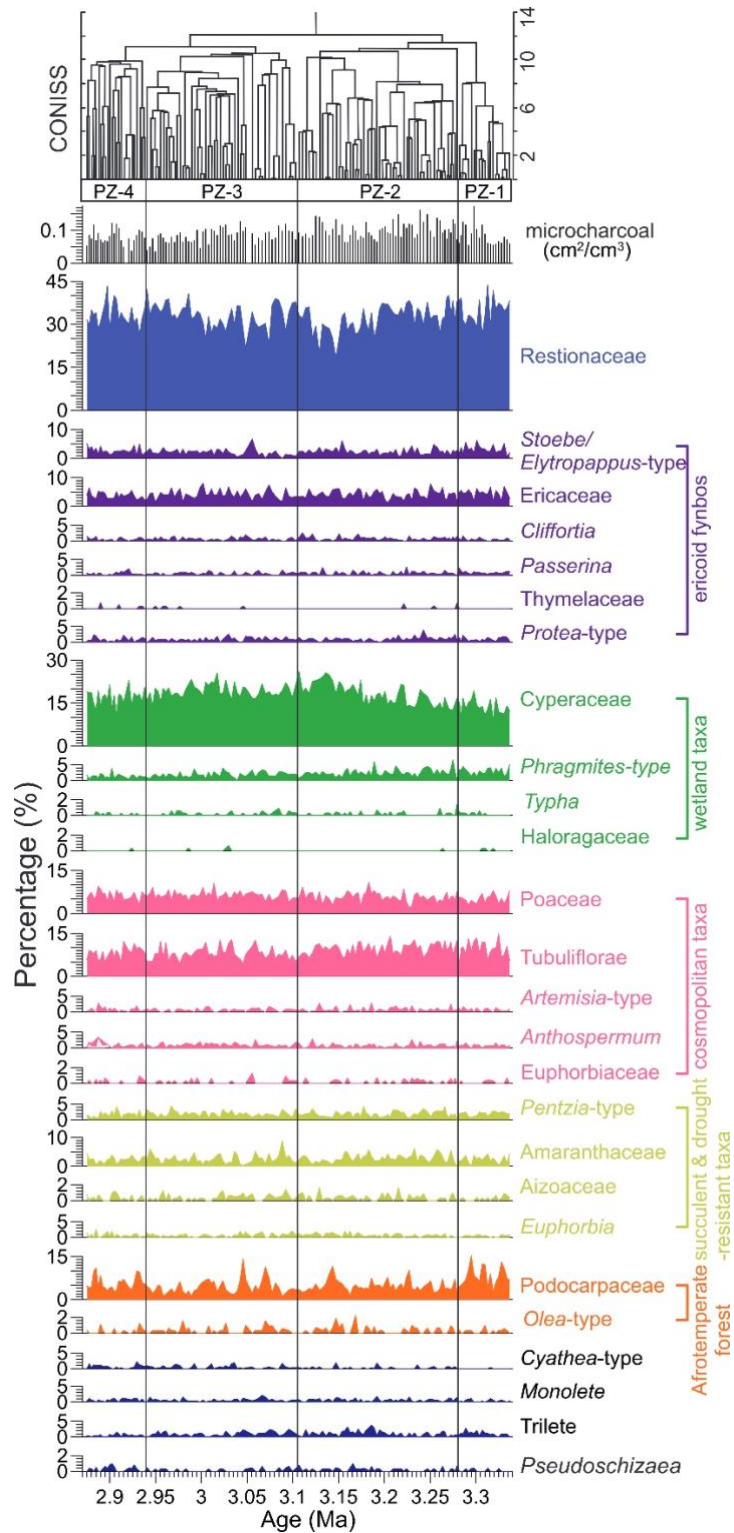 CONISS
14
10
6
2
PZ-4 PZ-3 PZ-2 PZ-1
0.1
0
microcharcoal
(cm²/cm³)
Percentage (%)
45
30
15
0
Restionaceae
10
0
Stoebe/
Elytropappus-type
10
0
Ericaceae
5
0
Cliffortia
5
0
Passerina
2
0
Thymelaceae
5
0
Protea-type
ericoid fynbos
30
15
0
Cyperaceae
5
0
Phragmites-type
2
0
Typha
2
0
Haloragaceae
wetland taxa
15
0
Poaceae
15
0
Tubuliflorae
5
0
Artemisia-type
5
0
Anthospermum
2
0
Euphorbiaceae
cosmopolitan taxa
5
0
Pentzia-type
10
0
Amaranthaceae
2
0
Aizoaceae
5
0
Euphorbia
succulent & drought
-resistant taxa
15
0
Podocarpaceae
2
0
Olea-type
Afrotemperate
forest
5
0
Cyathea-type
5
0
Monolete
5
0
Trilete
2
0
Pseudoschizaea
2.9 2.95 3 3.05 3.1 3.15 3.2 3.25 3.3
Age (Ma)